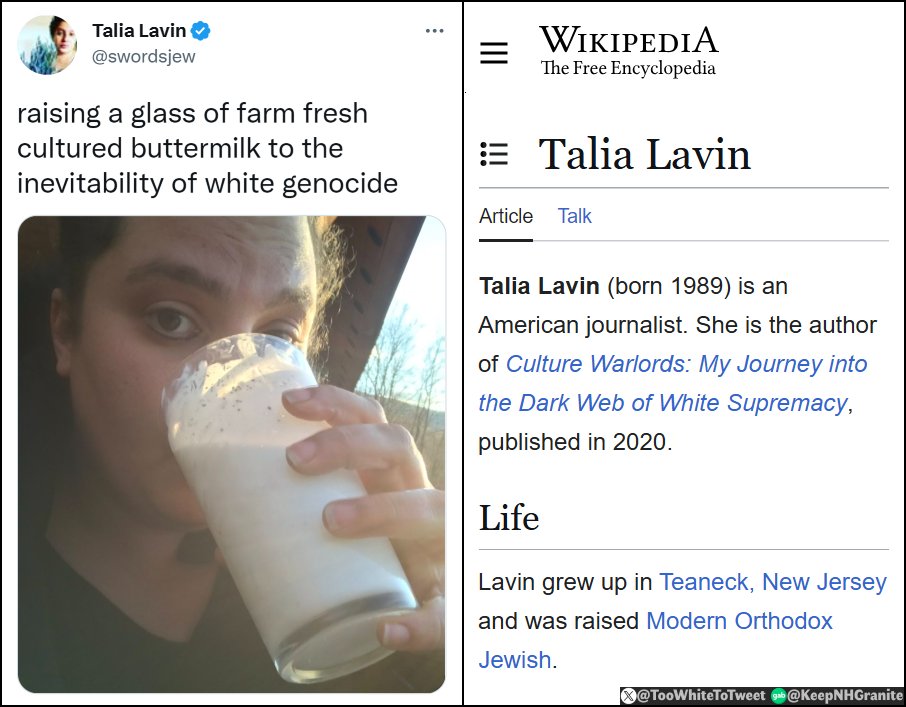 Talia Lavin
@swordsjew
raising a glass of farm fresh
cultured buttermilk to the
inevitability of white genocide
WIKIPEDIA
The Free Encyclopedia
Talia Lavin
Article Talk
Talia Lavin (born 1989) is an
American journalist. She is the author
of Culture Warlords: My Journey into
the Dark Web of White Supremacy,
published in 2020.
Life
Lavin grew up in Teaneck, New Jersey
and was raised Modern Orthodox
Jewish.
@TooWhiteToTweet gab @KeepNHGranite